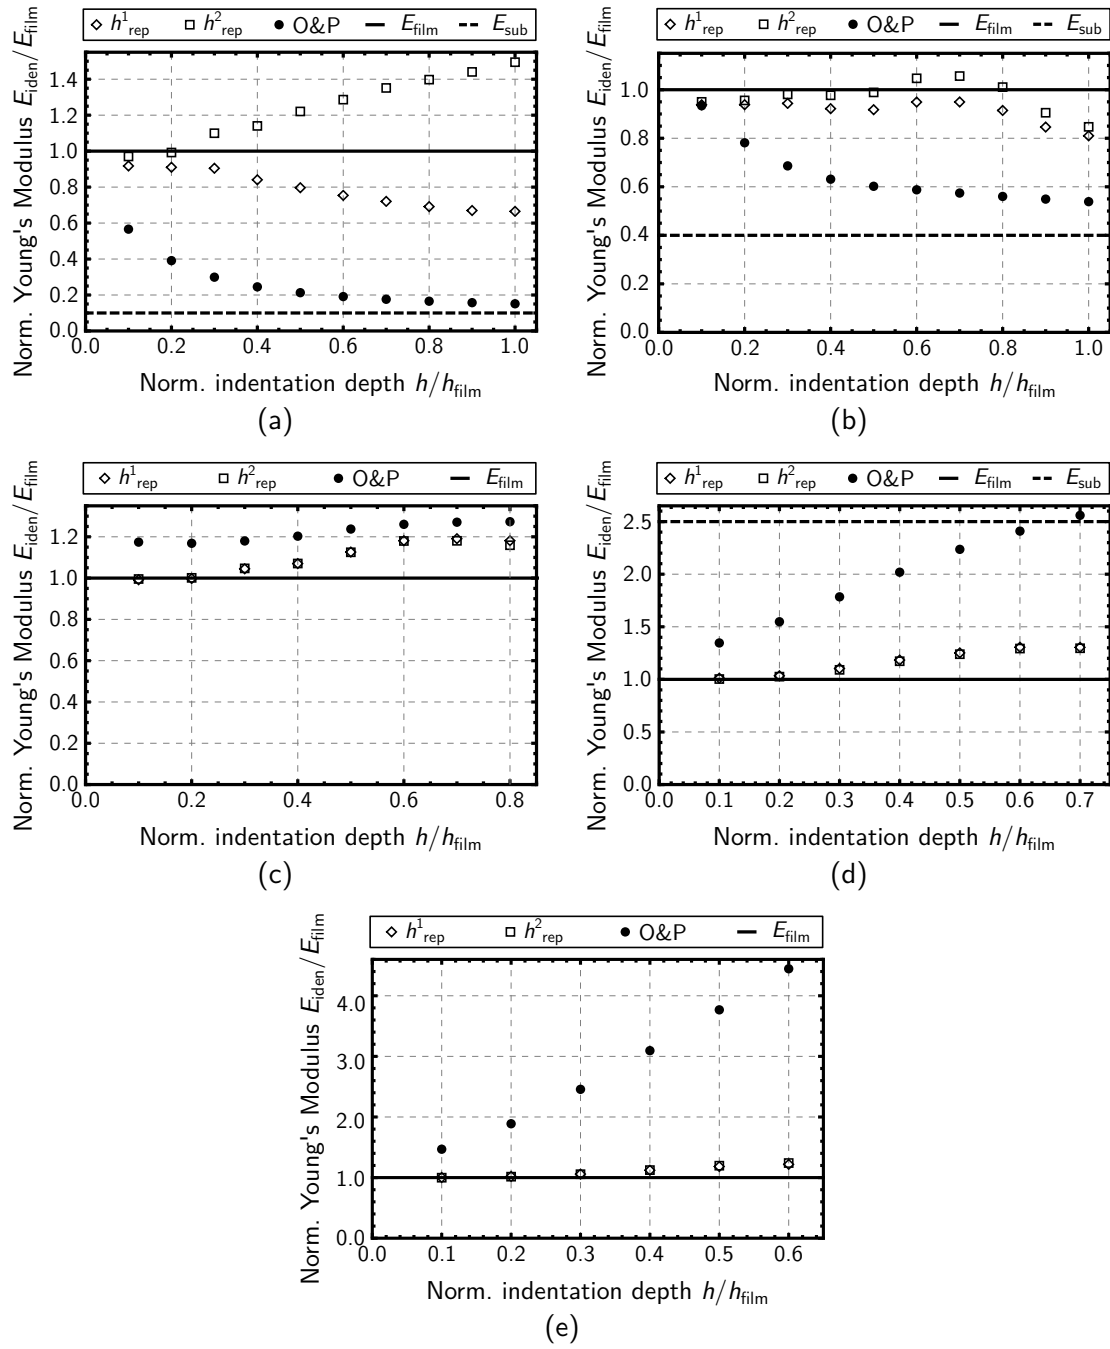 h¹rep h²rep O&P Efilm Esub
Norm. Young's Modulus Eiden/Efilm
1.4
1.2
1.0
0.8
0.6
0.4
0.2
0.0
0.0 0.2 0.4 0.6 0.8 1.0
Norm. indentation depth h/hfilm
(a)
h¹rep h²rep O&P Efilm Esub
Norm. Young's Modulus Eiden/Efilm
1.0
0.8
0.6
0.4
0.2
0.0
0.0 0.2 0.4 0.6 0.8 1.0
Norm. indentation depth h/hfilm
(b)
h¹rep h²rep O&P Efilm
Norm. Young's Modulus Eiden/Efilm
1.2
1.0
0.8
0.6
0.4
0.2
0.0
0.0 0.2 0.4 0.6 0.8
Norm. indentation depth h/hfilm
(c)
h¹rep h²rep O&P Efilm Esub
Norm. Young's Modulus Eiden/Efilm
2.5
2.0
1.5
1.0
0.5
0.0
0.0 0.1 0.2 0.3 0.4 0.5 0.6 0.7
Norm. indentation depth h/hfilm
(d)
h¹rep h²rep O&P Efilm
Norm. Young's Modulus Eiden/Efilm
4.0
3.0
2.0
1.0
0.0
0.0 0.1 0.2 0.3 0.4 0.5 0.6
Norm. indentation depth h/hfilm
(e)